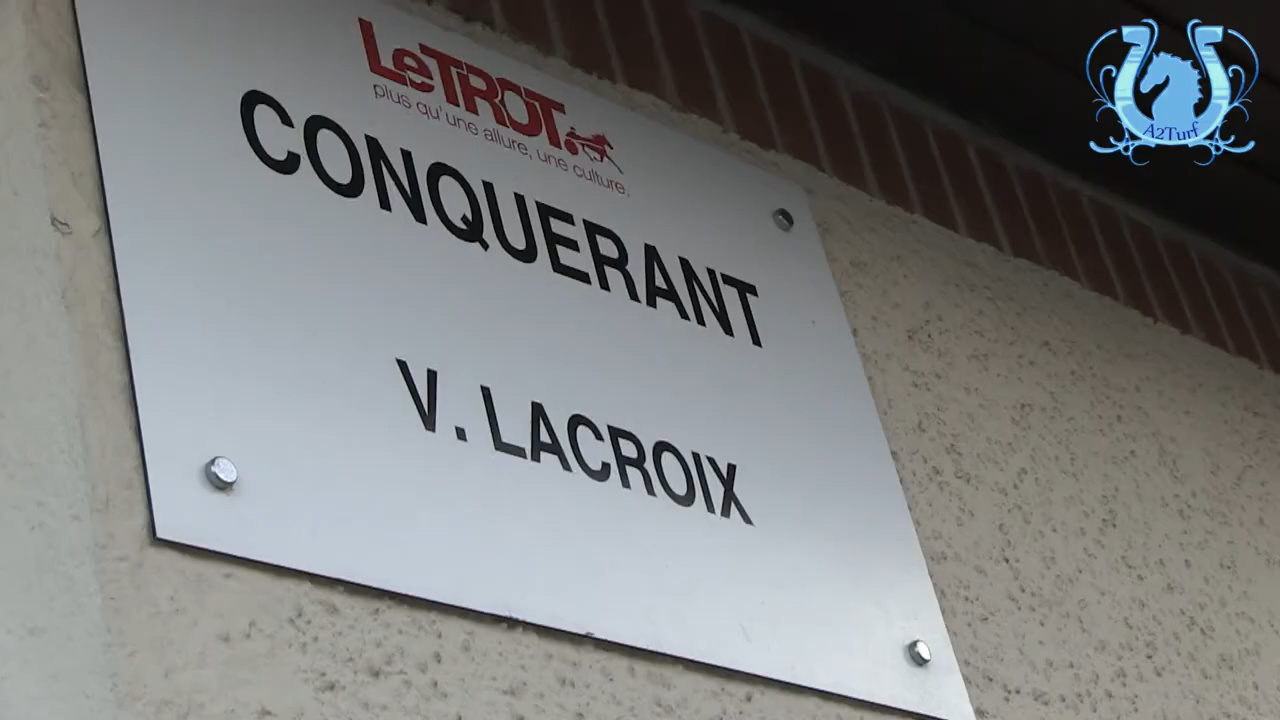 LeTROT.
plus qu'une allure, une culture.
CONQUERANT
V. LACROIX
A2Turf